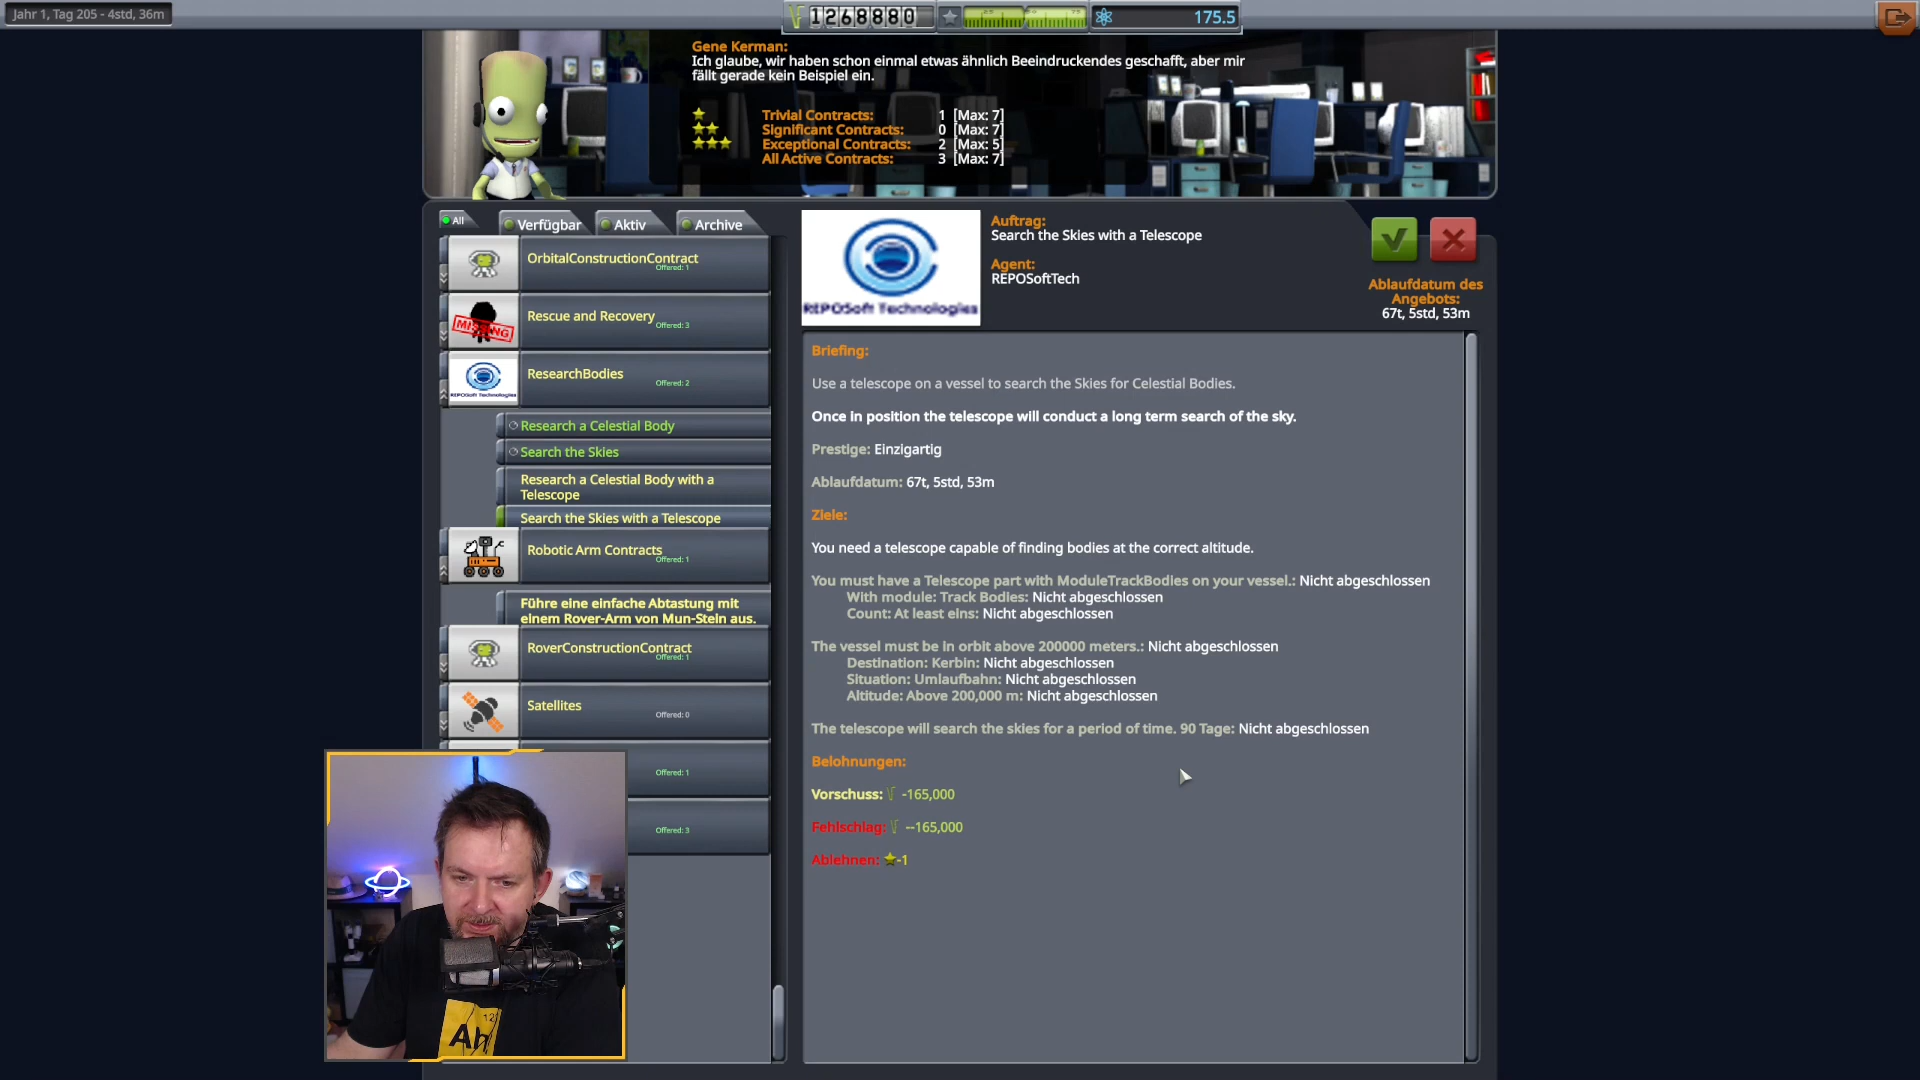 Jahr 1, Tag 205 - 4std, 36m
1268880
175.5
Gene Kerman:
Ich glaube, wir haben schon einmal etwas ähnlich Beeindruckendes geschafft, aber mir
fällt gerade kein Beispiel ein.
Trivial Contracts: 1 [Max: 7]
Significant Contracts: 0 [Max: 7]
Exceptional Contracts: 2 [Max: 5]
All Active Contracts: 3 [Max: 7]
All
Verfügbar
Aktiv
Archive
OrbitalConstructionContract
Offered: 1
MISSING
Rescue and Recovery
Offered: 3
REPOSoft Technologies
ResearchBodies
Offered: 2
Research a Celestial Body
Search the Skies
Research a Celestial Body with a
Telescope
Search the Skies with a Telescope
Robotic Arm Contracts
Offered: 1
Führe eine einfache Abtastung mit
einem Rover-Arm von Mun-Stein aus.
RoverConstructionContract
Offered: 1
Satellites
Offered: 0
Offered: 1
Offered: 3
REPOSoft Technologies
Auftrag:
Search the Skies with a Telescope
Agent:
REPOSoftTech
Ablaufdatum des
Angebots:
67t, 5std, 53m
Briefing:
Use a telescope on a vessel to search the Skies for Celestial Bodies.
Once in position the telescope will conduct a long term search of the sky.
Prestige: Einzigartig
Ablaufdatum: 67t, 5std, 53m
Ziele:
You need a telescope capable of finding bodies at the correct altitude.
You must have a Telescope part with ModuleTrackBodies on your vessel.: Nicht abgeschlossen
With module: Track Bodies: Nicht abgeschlossen
Count: At least eins: Nicht abgeschlossen
The vessel must be in orbit above 200000 meters.: Nicht abgeschlossen
Destination: Kerbin: Nicht abgeschlossen
Situation: Umlaufbahn: Nicht abgeschlossen
Altitude: Above 200,000 m: Nicht abgeschlossen
The telescope will search the skies for a period of time. 90 Tage: Nicht abgeschlossen
Belohnungen:
Vorschuss: -165,000
Fehlschlag: --165,000
Ablehnen: -1
Ah